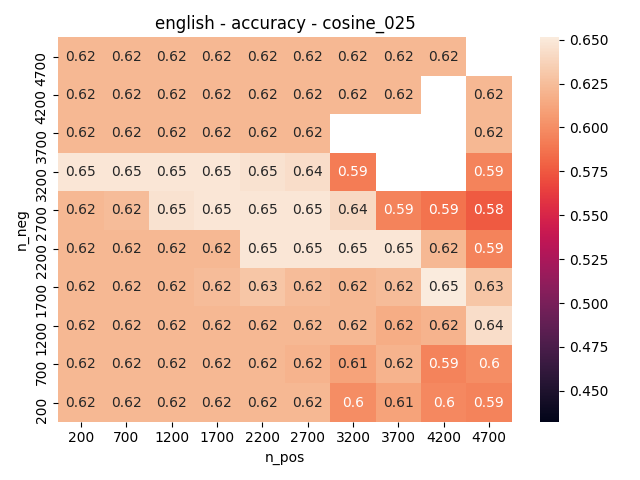 english - accuracy - cosine_025
4700 0.62 0.62 0.62 0.62 0.62 0.62 0.62 0.62 0.62
4200 0.62 0.62 0.62 0.62 0.62 0.62 0.62 0.62 0.62
3700 0.62 0.62 0.62 0.62 0.62 0.62 0.62
3200 0.65 0.65 0.65 0.65 0.65 0.64 0.59 0.59
2700 0.62 0.62 0.65 0.65 0.65 0.65 0.64 0.59 0.59 0.58
2200 0.62 0.62 0.62 0.62 0.65 0.65 0.65 0.65 0.62 0.59
1700 0.62 0.62 0.62 0.62 0.63 0.62 0.62 0.62 0.65 0.63
1200 0.62 0.62 0.62 0.62 0.62 0.62 0.62 0.62 0.62 0.64
700 0.62 0.62 0.62 0.62 0.62 0.62 0.61 0.62 0.59 0.6
200 0.62 0.62 0.62 0.62 0.62 0.62 0.6 0.61 0.6 0.59
200 700 1200 1700 2200 2700 3200 3700 4200 4700
n_pos
n_neg
0.650
0.625
0.600
0.575
0.550
0.525
0.500
0.475
0.450